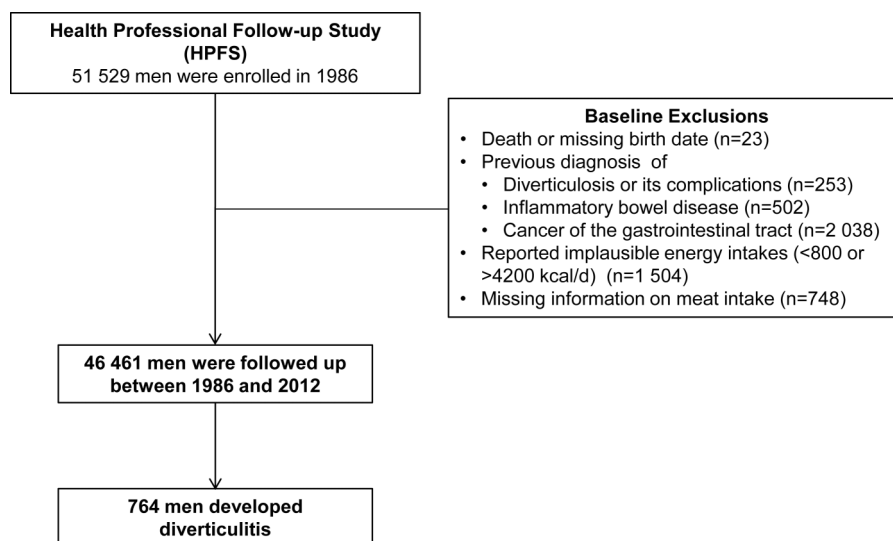 Health Professional Follow-up Study
(HPFS)
51 529 men were enrolled in 1986
Baseline Exclusions
• Death or missing birth date (n=23)
• Previous diagnosis of
• Diverticulosis or its complications (n=253)
• Inflammatory bowel disease (n=502)
• Cancer of the gastrointestinal tract (n=2 038)
• Reported implausible energy intakes (<800 or
>4200 kcal/d) (n=1 504)
• Missing information on meat intake (n=748)
46 461 men were followed up
between 1986 and 2012
764 men developed
diverticulitis